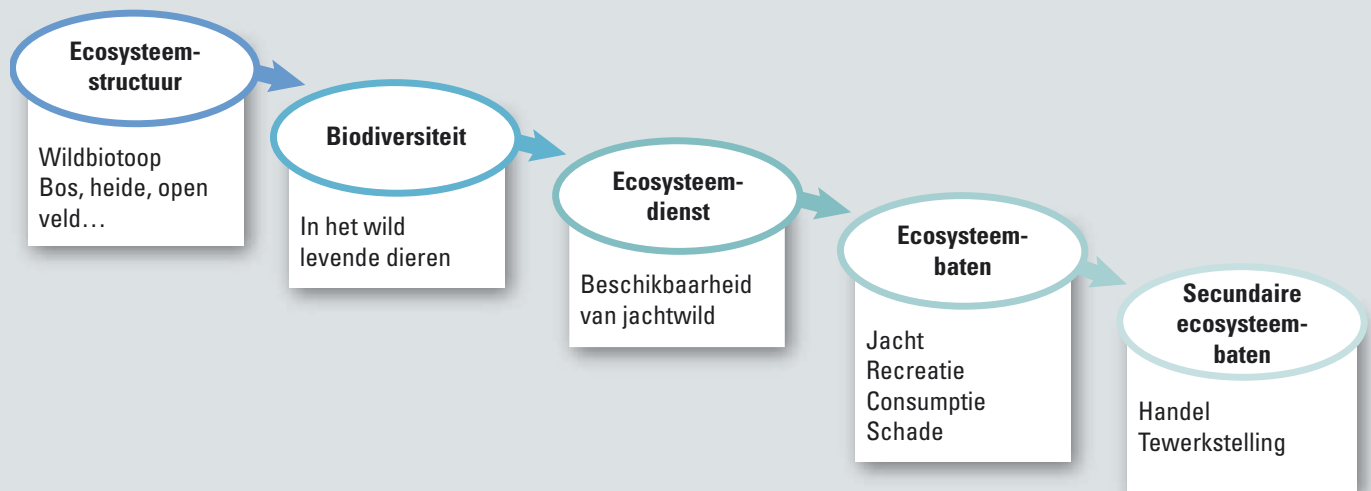 Ecosysteem-
structuur
Wildbiotoop
Bos, heide, open
veld…
Biodiversiteit
In het wild
levende dieren
Ecosysteem-
dienst
Beschikbaarheid
van jachtwild
Ecosysteem-
baten
Jacht
Recreatie
Consumptie
Schade
Secundaire
ecosysteem-
baten
Handel
Tewerkstelling